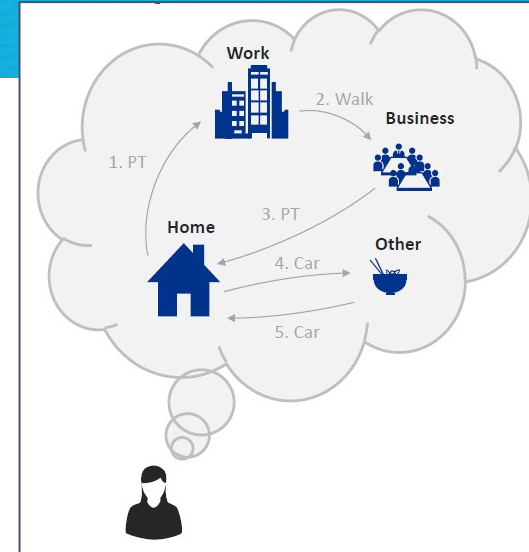 Work
2. Walk
Business
1. PT
3. PT
Home
Other
4. Car
5. Car